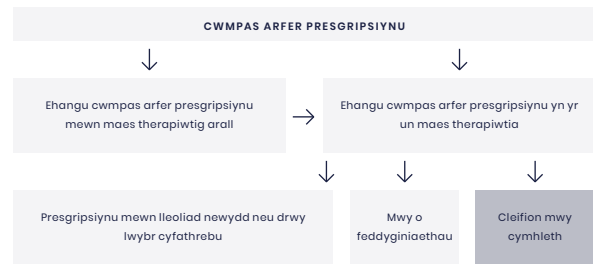 CWMPAS ARFER PRESGRIPSIYNU
Ehangu cwmpas arfer presgripsiynu
mewn maes therapiwtig arall
Ehangu cwmpas arfer presgripsiynu yn yr
un maes therapiwtia
Presgripsiynu mewn lleoliad newydd neu drwy
lwybr cyfathrebu
Mwy o
feddyginiaethau
Cleifion mwy
cymhleth